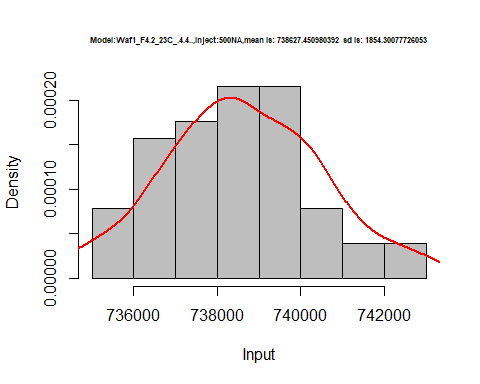 Model:Waf1_F4.2_23C_.4.4._,Inject:500NA,mean is: 738627.450980392  sd is: 1854.30077726053
Density
0.00020
0.00010
0.00000
736000 738000 740000 742000
Input